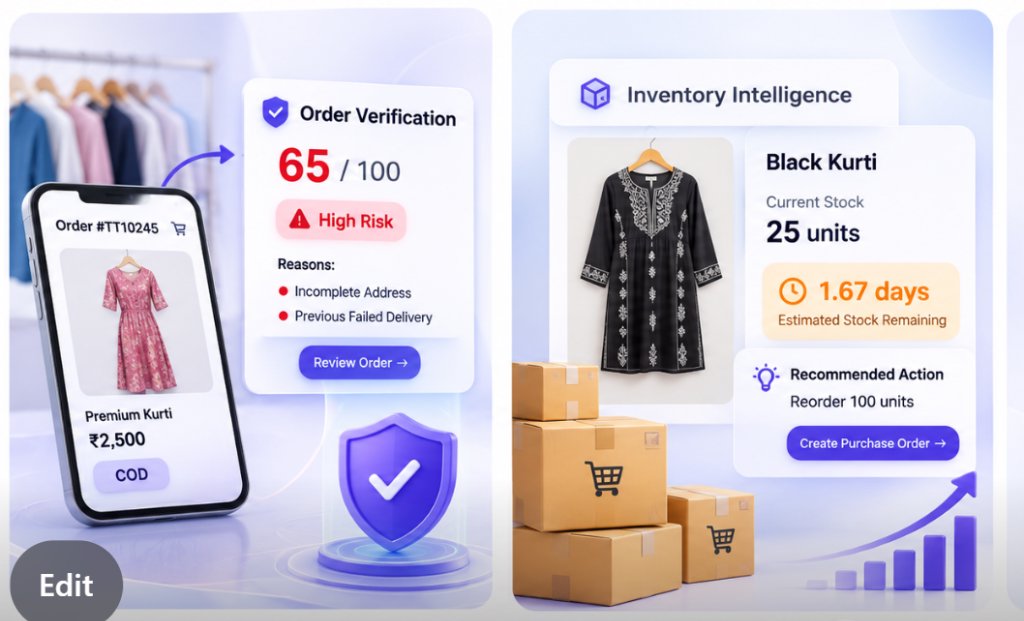 Order Verification
65 / 100
High Risk
Reasons:
Incomplete Address
Previous Failed Delivery
Review Order →
Order #TT10245
Premium Kurti
₹2,500
COD
Edit
Inventory Intelligence
Black Kurti
Current Stock
25 units
1.67 days
Estimated Stock Remaining
Recommended Action
Reorder 100 units
Create Purchase Order →